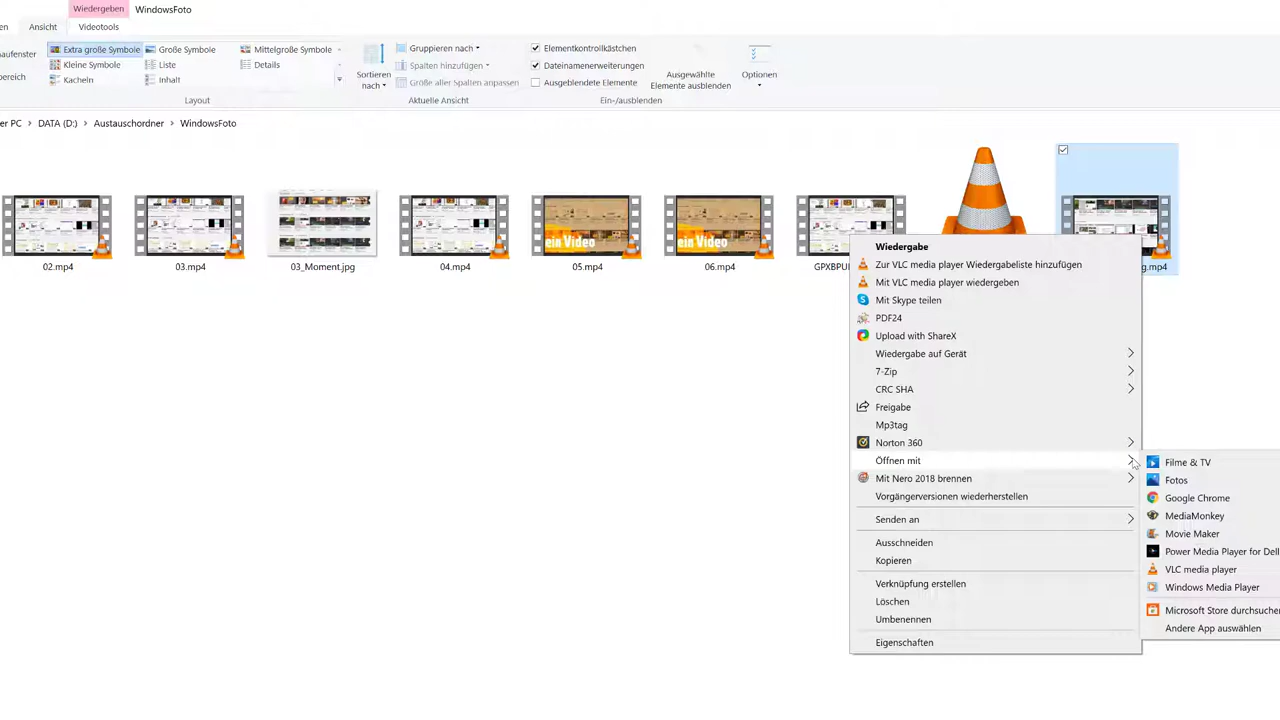 Wiedergeben WindowsFoto
en Ansicht Videotools
Extra große Symbole Große Symbole Mittelgroße Symbole
Kleine Symbole Liste Details
Kacheln Inhalt
aufenster
ereich
Layout
Sortieren
nach
Gruppieren nach
Spalten hinzufügen
Größe aller Spalten anpassen
Aktuelle Ansicht
Elementkontrollkästchen
Dateinamenerweiterungen
Ausgeblendete Elemente
Ausgewählte
Elemente ausblenden
Ein-/ausblenden
Optionen
er PC > DATA (D:) > Austauschordner > WindowsFoto
ein Video
ein Video
02.mp4 03.mp4 03_Moment.jpg 04.mp4 05.mp4 06.mp4 GPXBPU g.mp4
Wiedergabe
Zur VLC media player Wiedergabeliste hinzufügen
Mit VLC media player wiedergeben
Mit Skype teilen
PDF24
Upload with ShareX
Wiedergabe auf Gerät
7-Zip
CRC SHA
Freigabe
Mp3tag
Norton 360
Öffnen mit
Mit Nero 2018 brennen
Vorgängerversionen wiederherstellen
Senden an
Ausschneiden
Kopieren
Verknüpfung erstellen
Löschen
Umbenennen
Eigenschaften
Filme & TV
Fotos
Google Chrome
MediaMonkey
Movie Maker
Power Media Player for Dell
VLC media player
Windows Media Player
Microsoft Store durchsuchen
Andere App auswählen